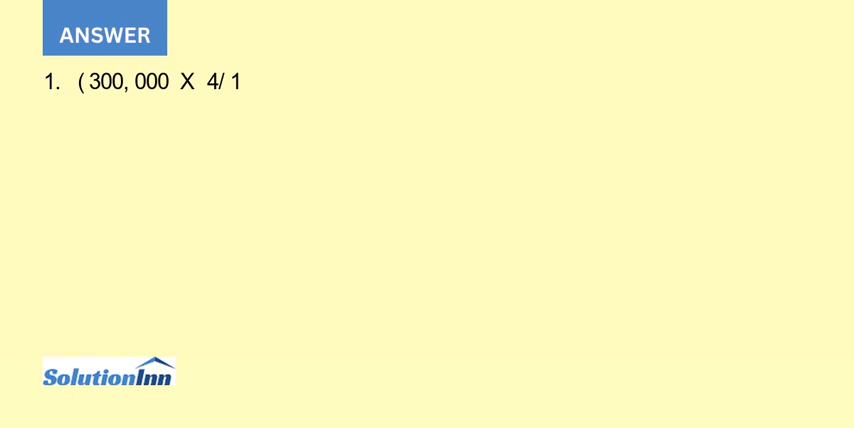 ANSWER
1. (300, 000 X 4/ 1
SolutionInn